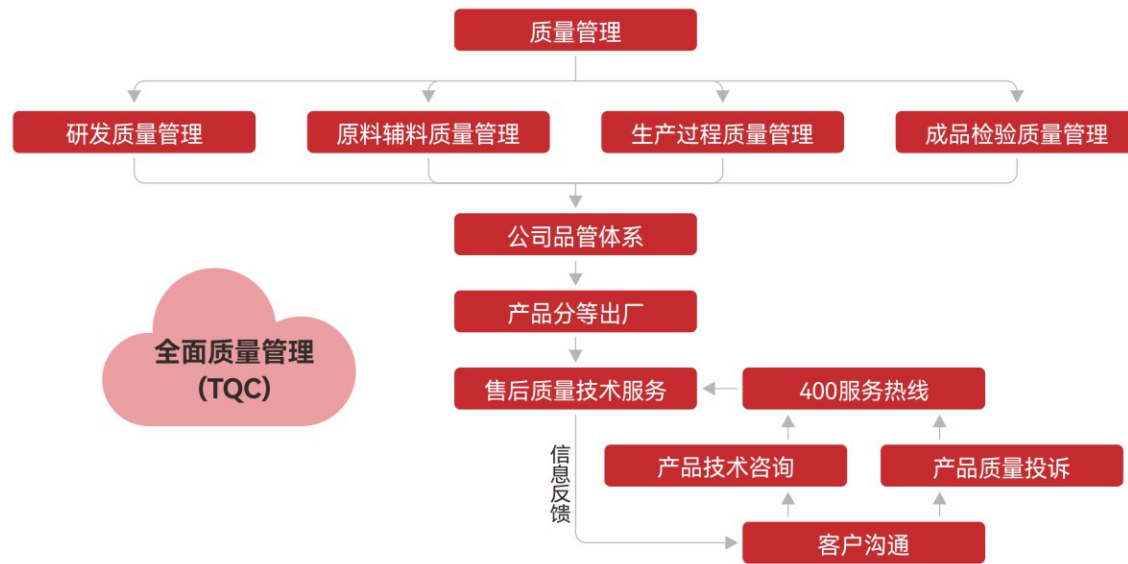 质量管理
研发质量管理
原料辅料质量管理
生产过程质量管理
成品检验质量管理
公司品管体系
产品分等出厂
全面质量管理
(TQC)
售后质量技术服务
400服务热线
信息反馈
产品技术咨询
产品质量投诉
客户沟通